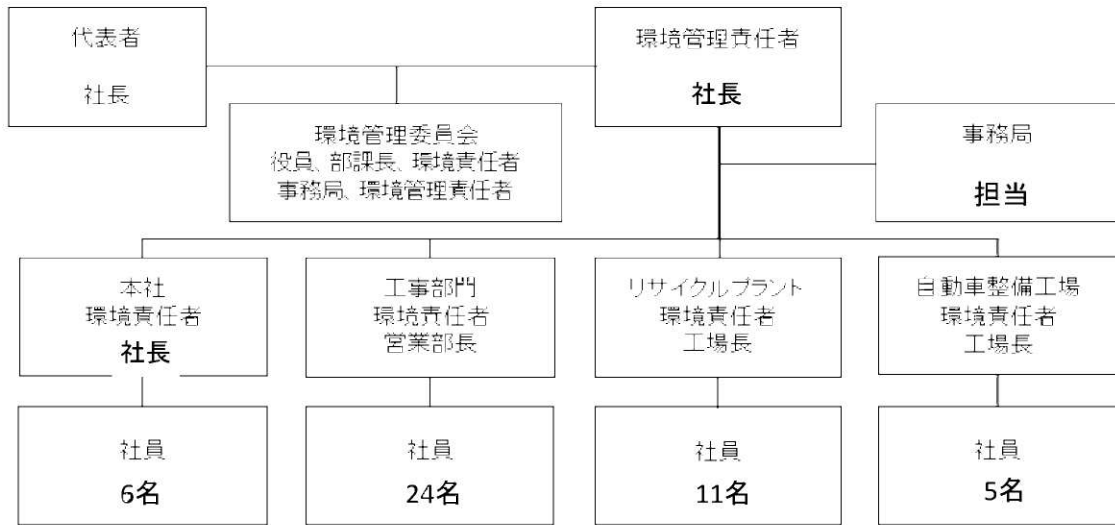 代表者
社長
環境管理責任者
社長
環境管理委員会
役員、部課長、環境責任者
事務局、環境管理責任者
事務局
担当
本社
環境責任者
社長
工事部門
環境責任者
営業部長
リサイクルプラント
環境責任者
工場長
自動車整備工場
環境責任者
工場長
社員
6名
社員
24名
社員
11名
社員
5名